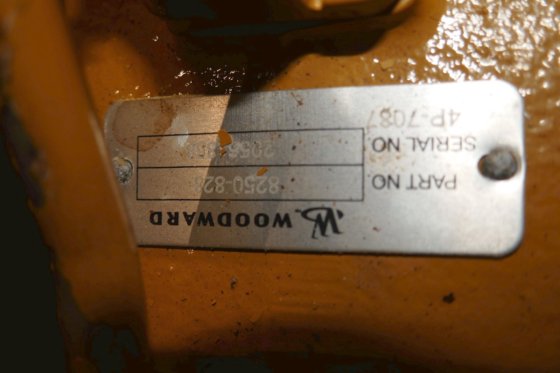 WOODWARD
PART NO.
SERIAL NO.
4P-7087